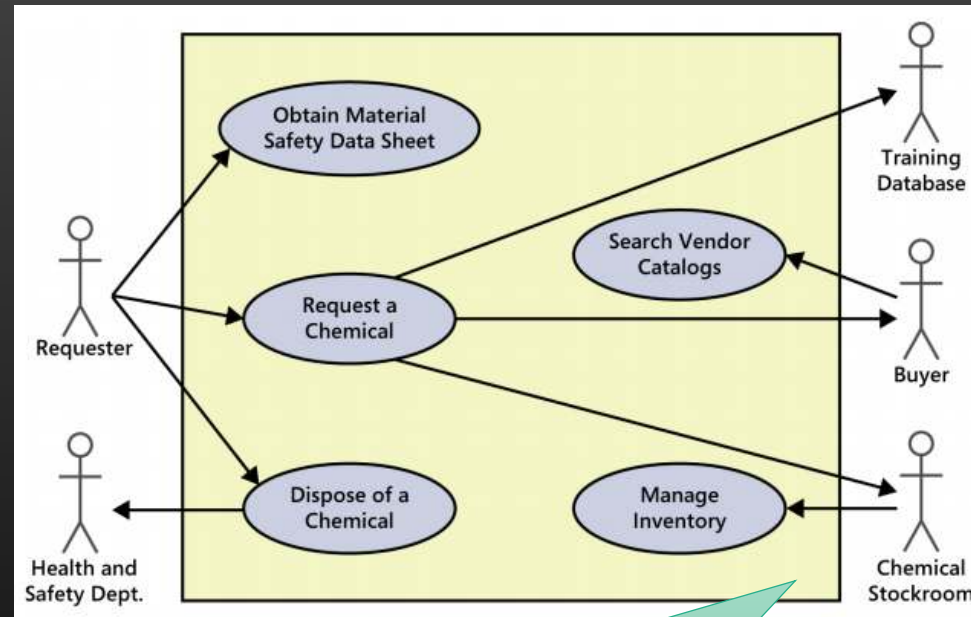 Obtain Material
Safety Data Sheet
Training
Database
Search Vendor
Catalogs
Request a
Chemical
Requester
Buyer
Dispose of a
Chemical
Manage
Inventory
Health and
Safety Dept.
Chemical
Stockroom